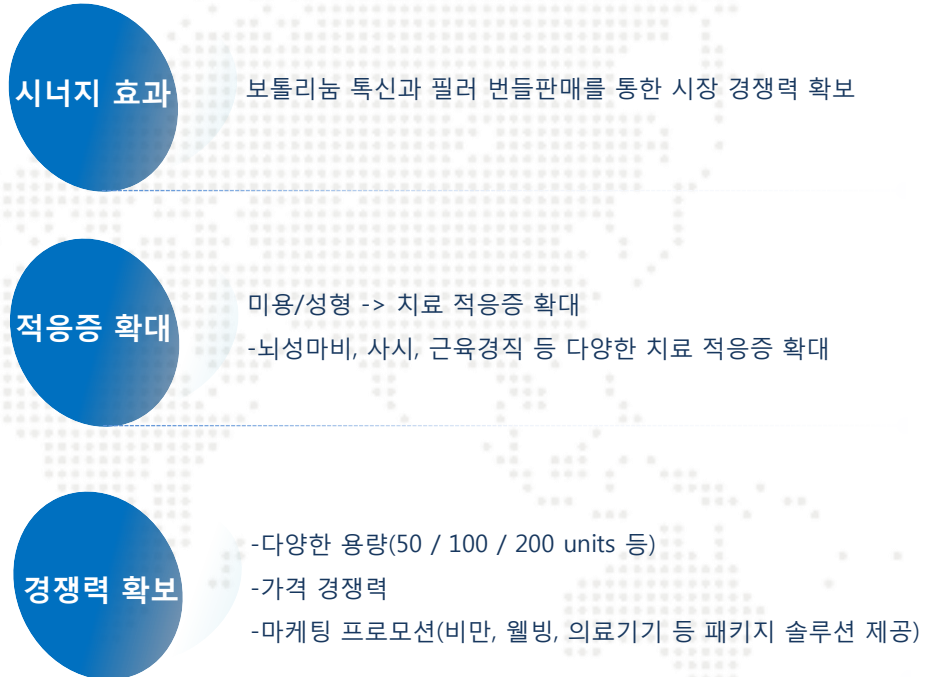 시너지 효과
보톨리눔 톡신과 필러 번들판매를 통한 시장 경쟁력 확보
적응증 확대
미용/성형 -> 치료 적응증 확대
-뇌성마비, 사시, 근육경직 등 다양한 치료 적응증 확대
경쟁력 확보
-다양한 용량(50 / 100 / 200 units 등)
-가격 경쟁력
-마케팅 프로모션(비만, 웰빙, 의료기기 등 패키지 솔루션 제공)